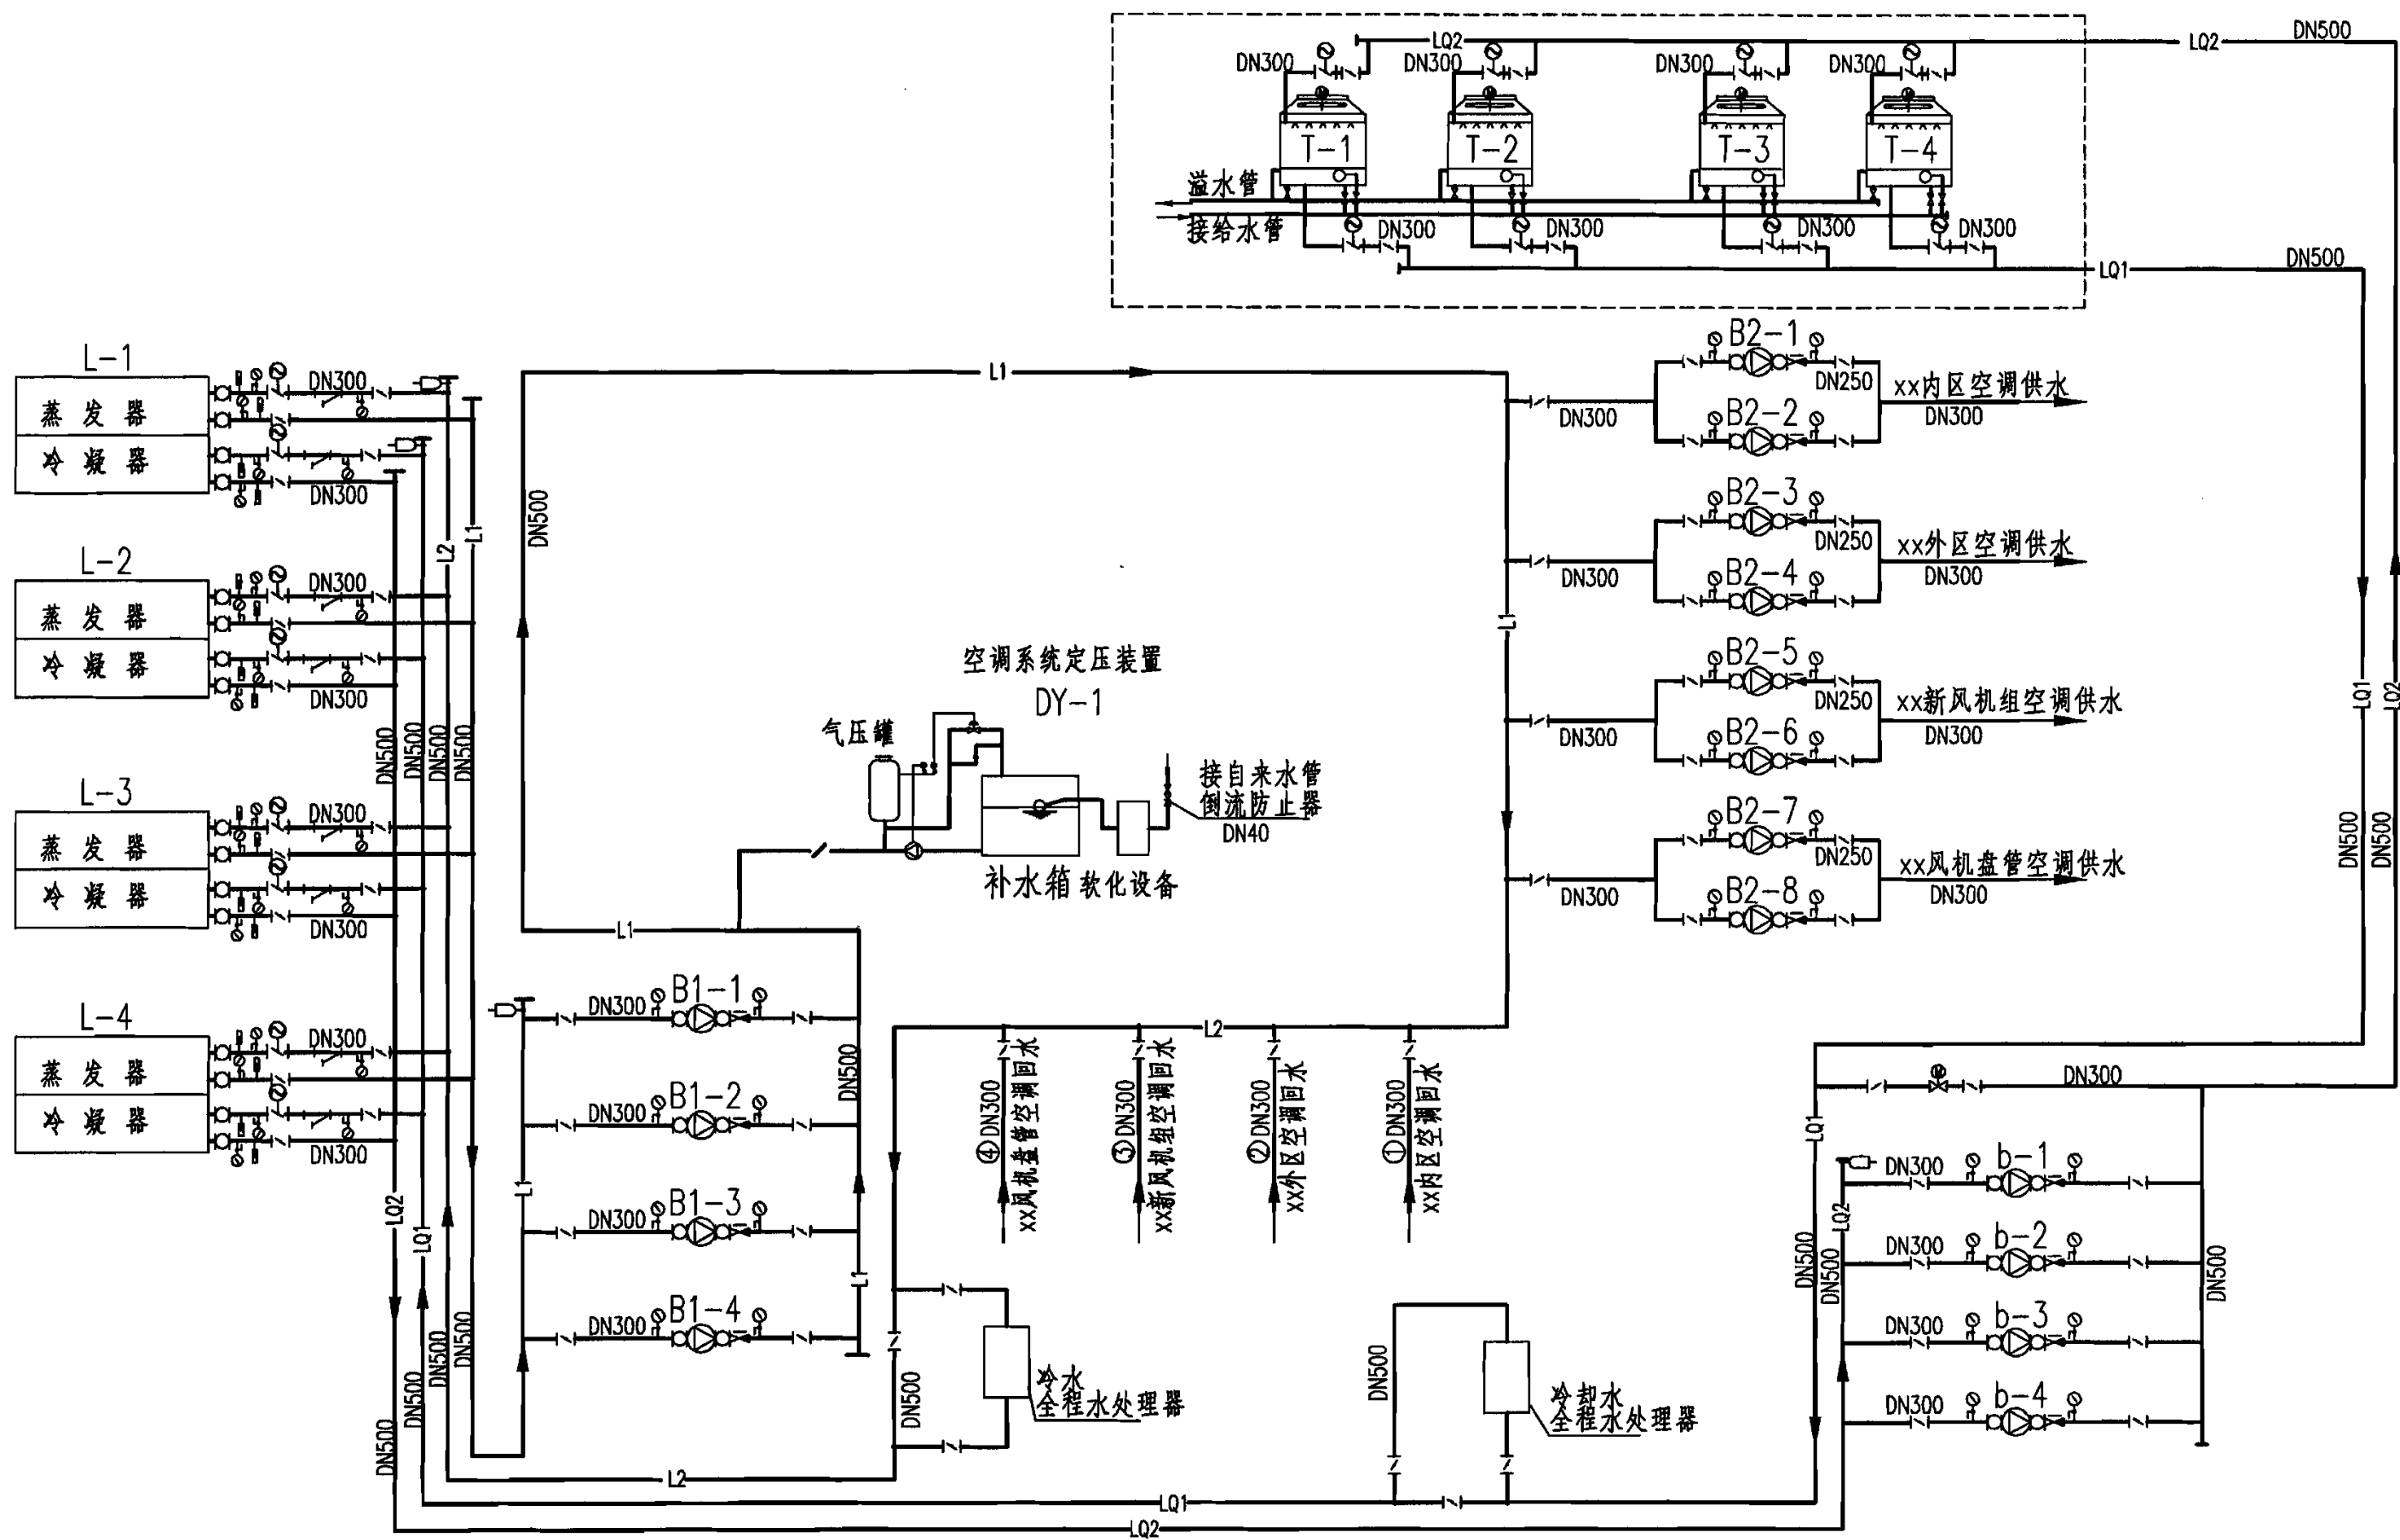 LQ2
LQ2
DN500
DN300
DN300
DN300
DN300
T-1
T-2
T-3
T-4
溢水管
接给水管
DN300
DN300
DN300
DN300
LQ1
DN500
L-1
蒸发器
冷凝器
DN300
DN300
L-2
蒸发器
冷凝器
DN300
DN300
L-3
蒸发器
冷凝器
DN300
DN300
L-4
蒸发器
冷凝器
DN300
DN300
L2
L1
DN500
DN500
DN500
DN500
LQ2
LQ1
DN500
DN500
DN500
DN500
L1
DN500
L1
B2-1
DN250
B2-2
DN300
xx内区空调供水
DN300
B2-3
DN250
B2-4
DN300
xx外区空调供水
DN300
B2-5
DN250
B2-6
DN300
xx新风机组空调供水
DN300
B2-7
DN250
B2-8
DN300
xx风机盘管空调供水
DN300
LQ1
LQ2
DN500
DN500
空调系统定压装置
DY-1
气压罐
接自来水管
倒流防止器
DN40
补水箱
软化设备
L1
DN300
B1-1
DN300
B1-2
DN300
B1-3
DN300
B1-4
L1
DN500
L1
L2
④DN300
xx风机盘管空调回水
③DN300
xx新风机组空调回水
②DN300
xx外区空调回水
①DN300
xx内区空调回水
DN500
冷水
全程水处理器
DN500
冷却水
全程水处理器
DN300
LQ1
LQ2
DN500
DN500
DN300
b-1
DN300
b-2
DN300
b-3
DN300
b-4
DN500
L2
LQ1
LQ2